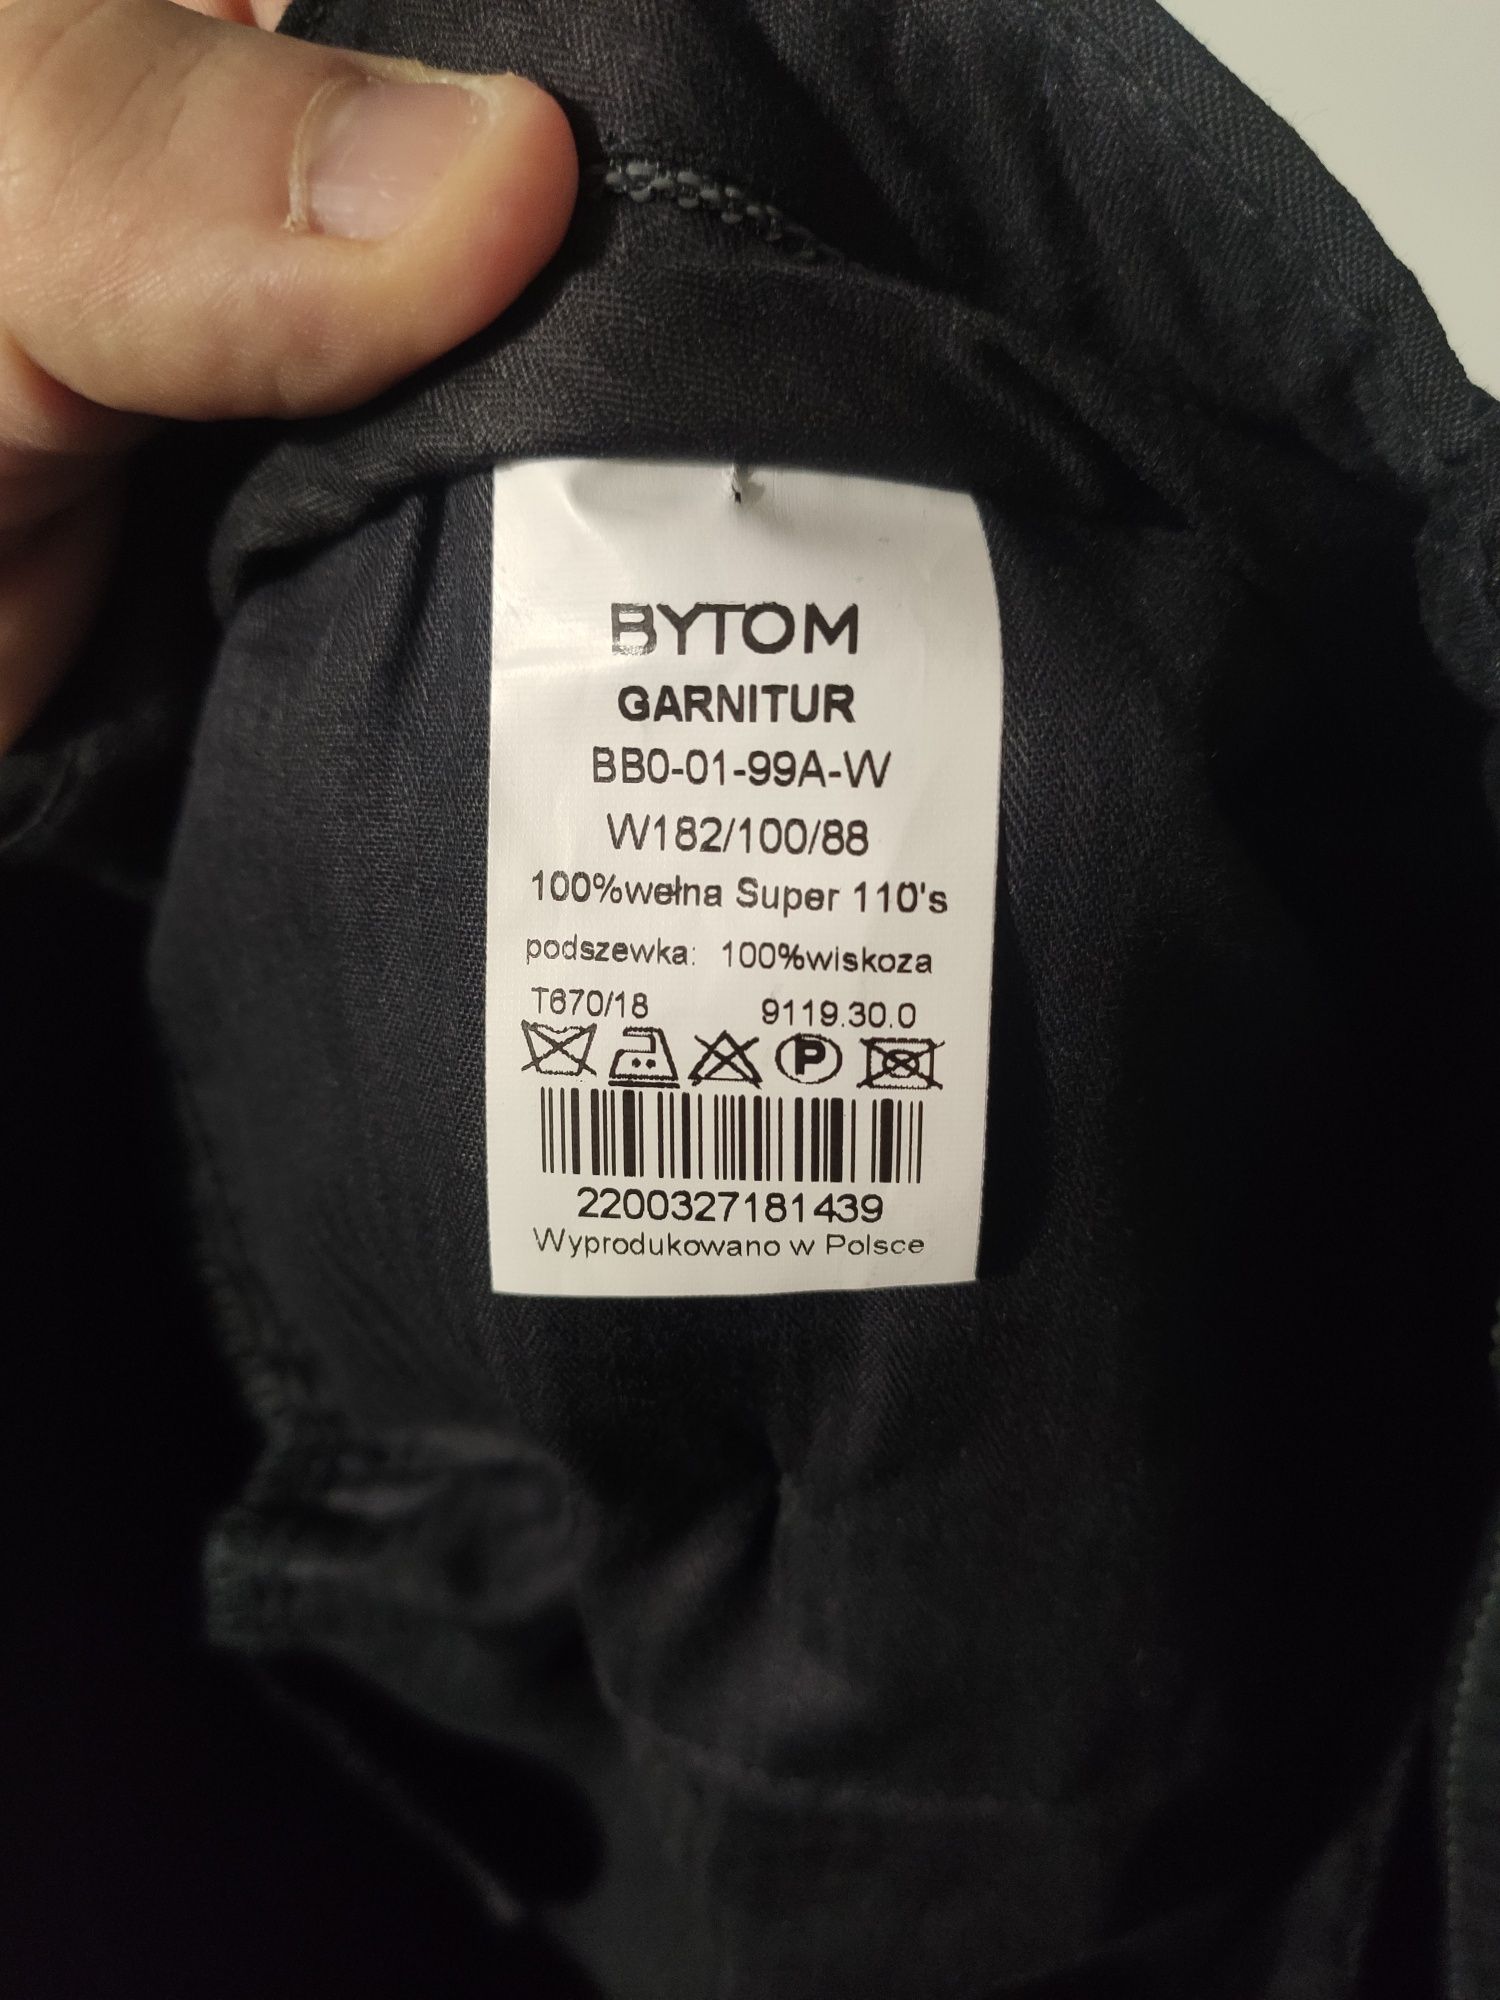 BYTOM
GARNITUR
BB0-01-99A-W
W182/100/88
100%wełna Super 110's
podszewka: 100%wiskoza
T670/18 9119.30.0
P
2200327181439
Wyprodukowano w Polsce